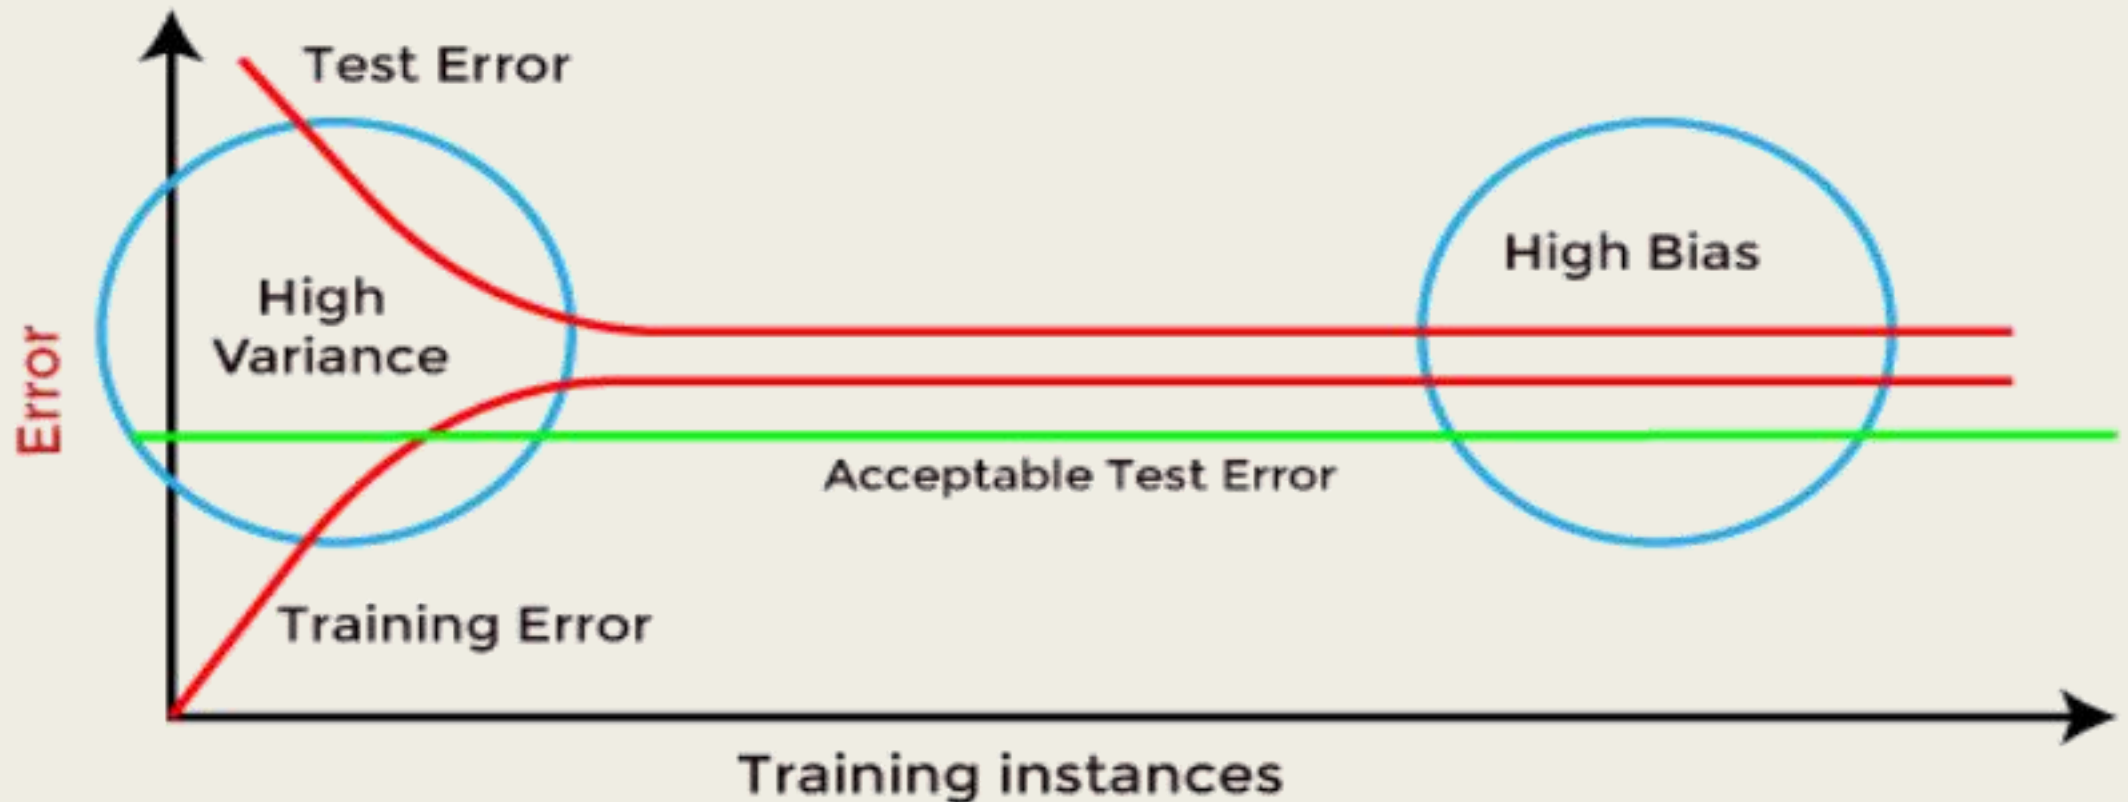 Test Error
High Bias
High
Variance
Error
Acceptable Test Error
Training Error
Training instances